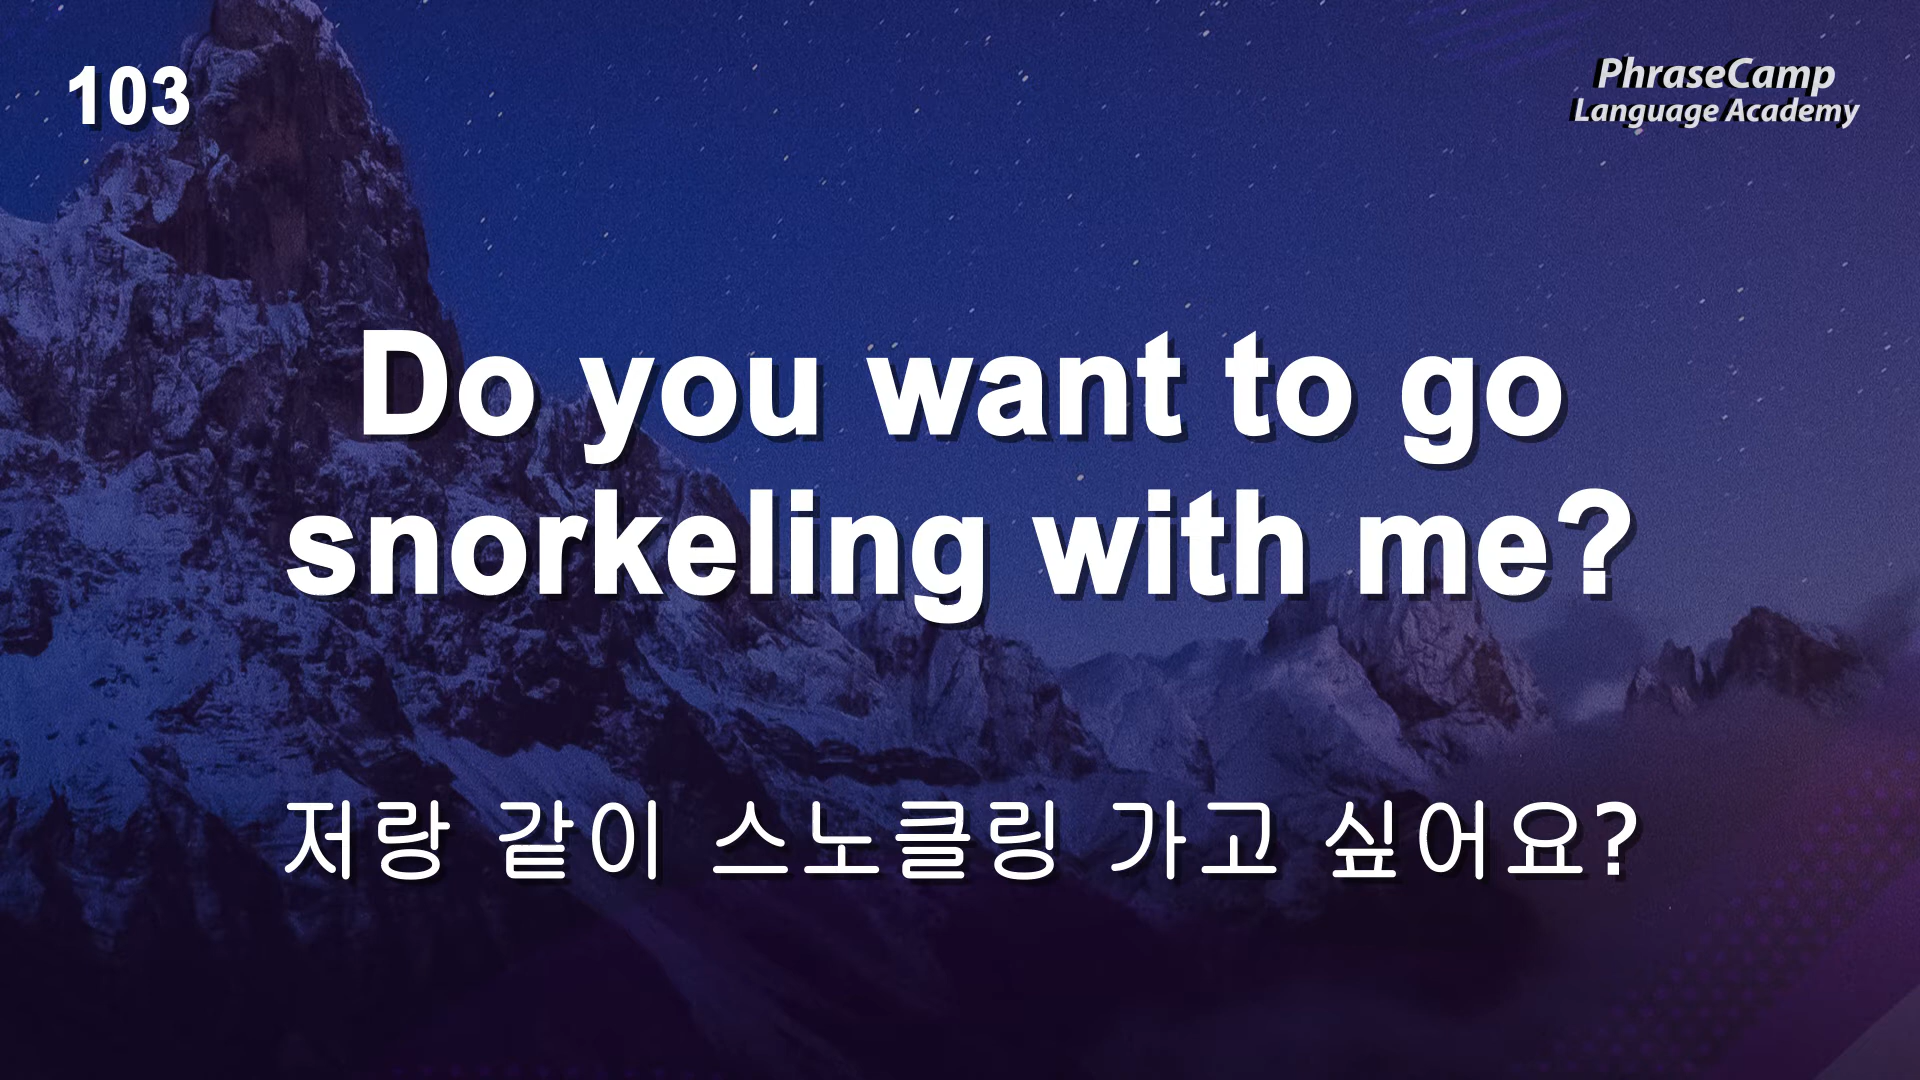 103
PhraseCamp
Language Academy
Do you want to go
snorkeling with me?
저랑 같이 스노클링 가고 싶어요?